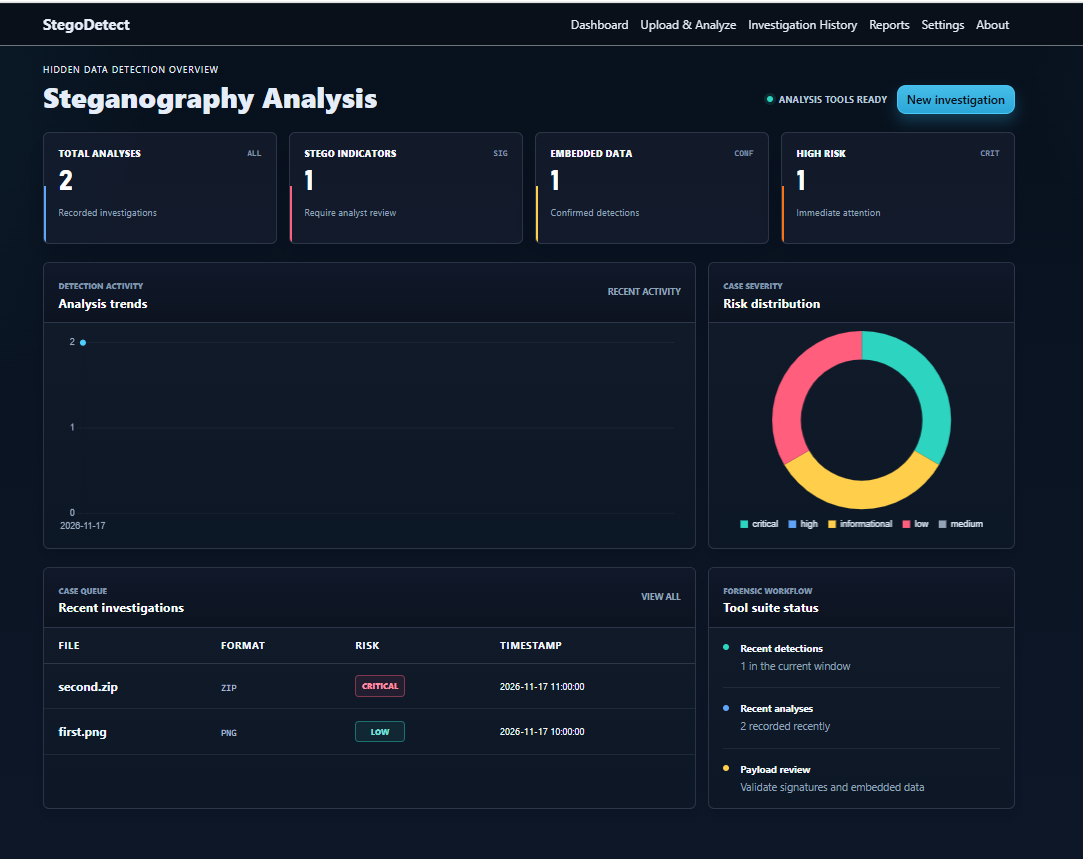 StegoDetect
Dashboard Upload & Analyze Investigation History Reports Settings About
HIDDEN DATA DETECTION OVERVIEW
Steganography Analysis
ANALYSIS TOOLS READY
New investigation
TOTAL ANALYSES ALL
2
Recorded investigations
STEGO INDICATORS SIG
1
Require analyst review
EMBEDDED DATA CONF
1
Confirmed detections
HIGH RISK CRIT
1
Immediate attention
DETECTION ACTIVITY
Analysis trends
RECENT ACTIVITY
2
1
0
2026-11-17
CASE SEVERITY
Risk distribution
critical high informational low medium
CASE QUEUE
Recent investigations
VIEW ALL
FILE FORMAT RISK TIMESTAMP
second.zip ZIP CRITICAL 2026-11-17 11:00:00
first.png PNG LOW 2026-11-17 10:00:00
FORENSIC WORKFLOW
Tool suite status
Recent detections
1 in the current window
Recent analyses
2 recorded recently
Payload review
Validate signatures and embedded data